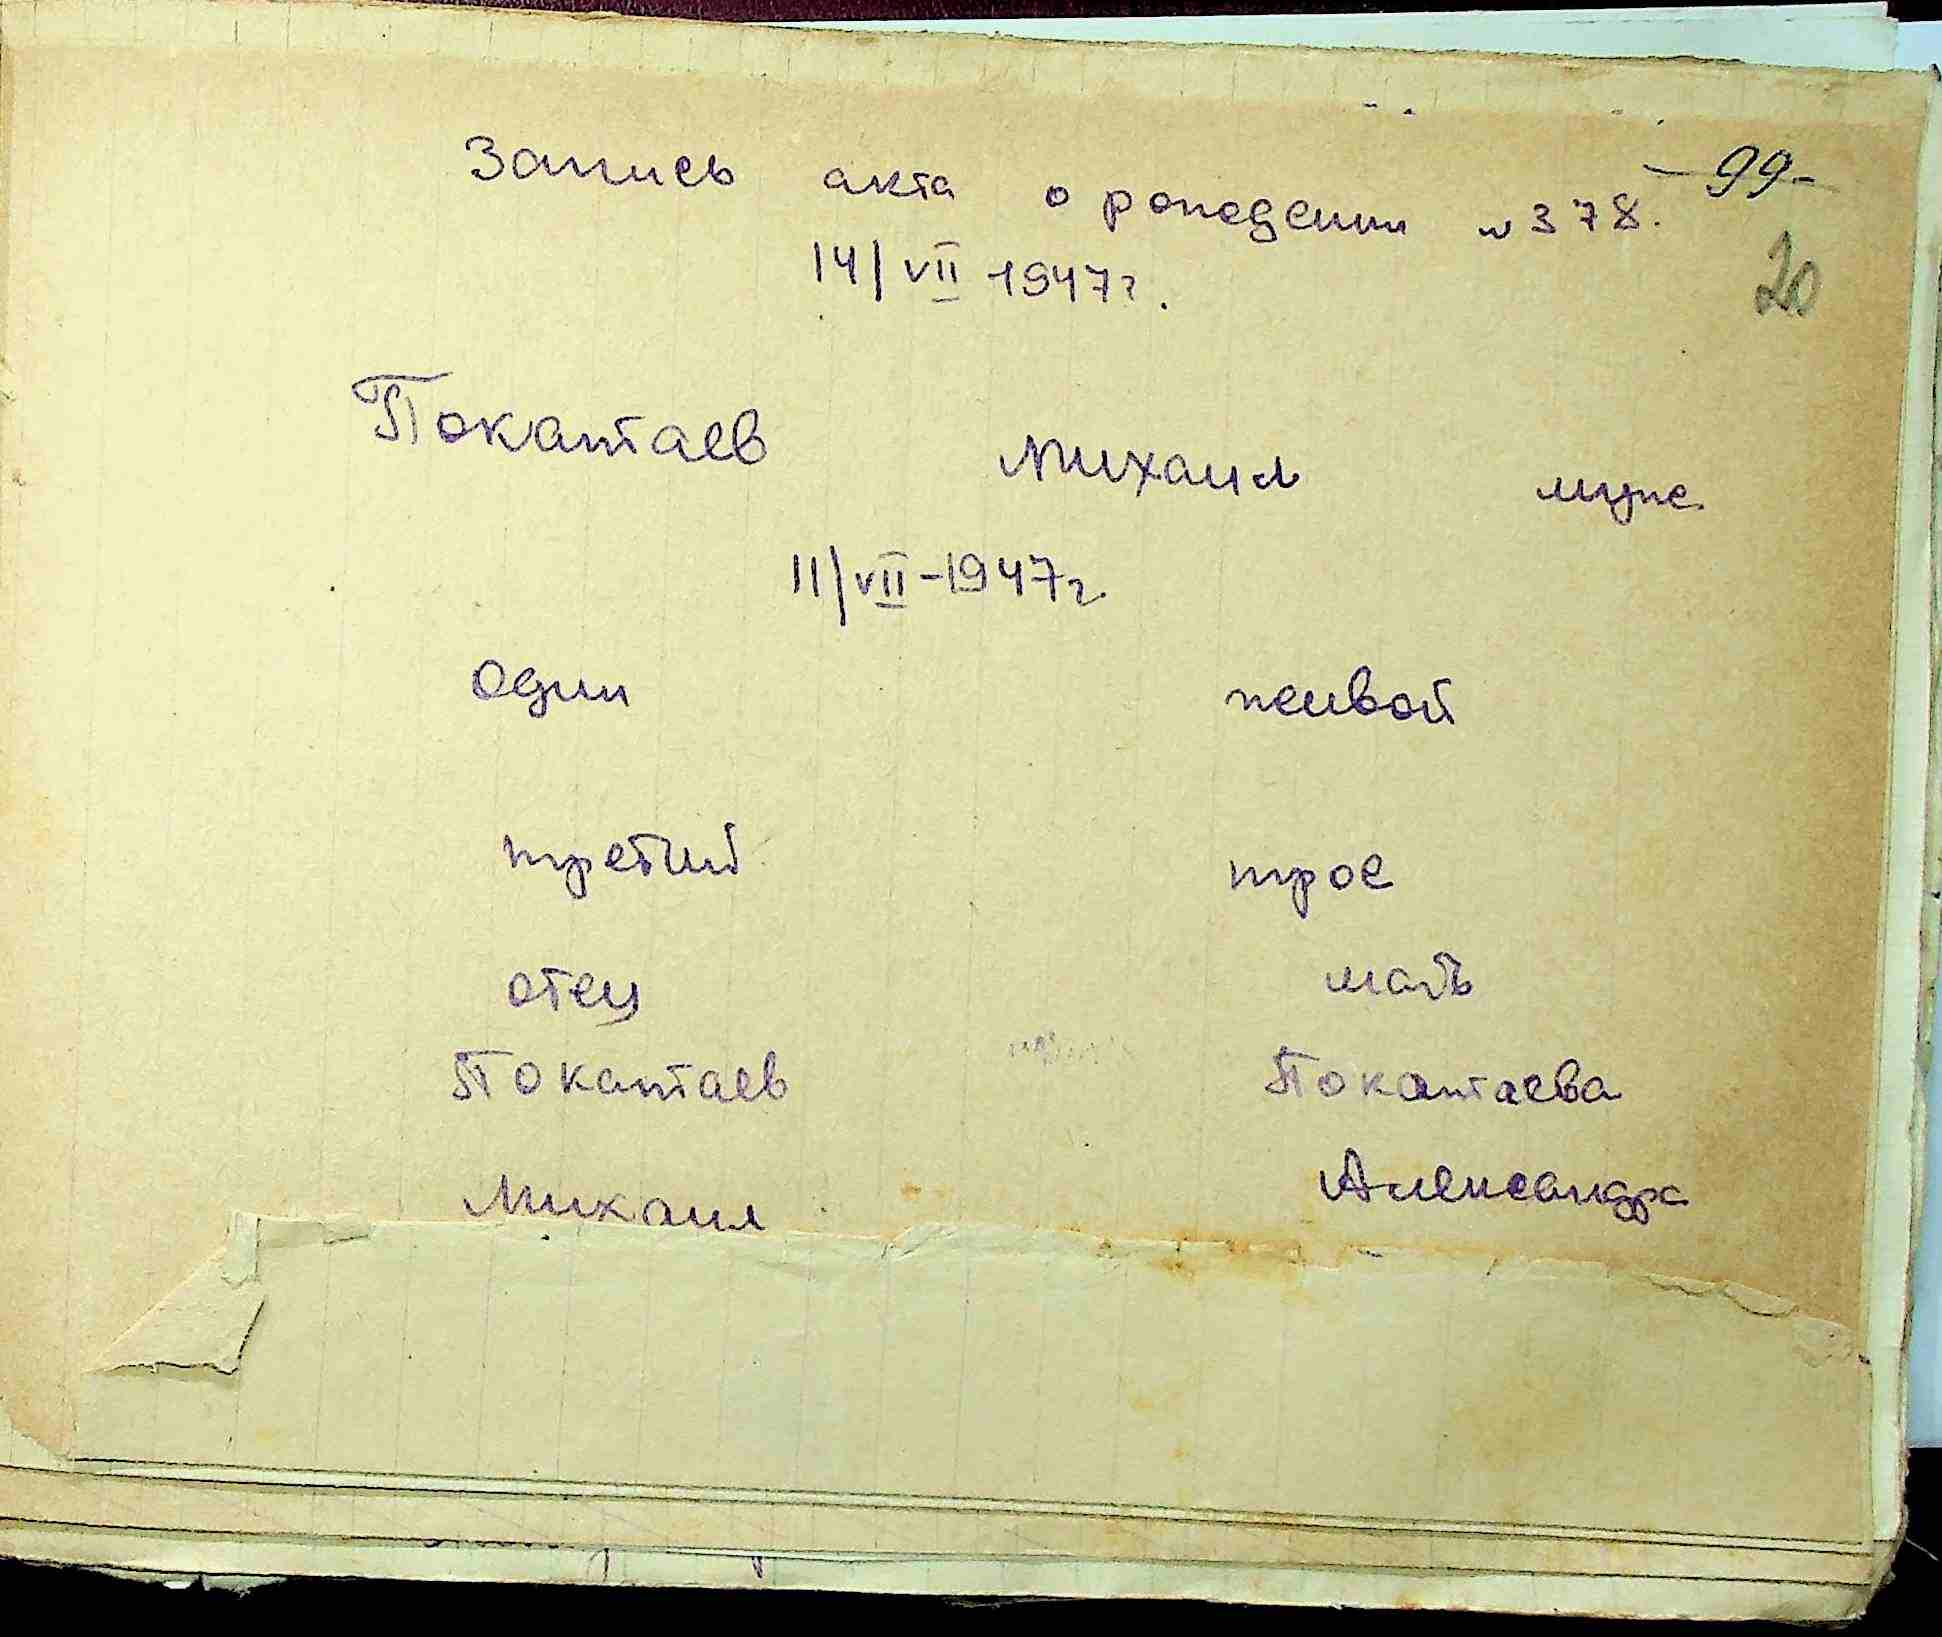 Запись акта о рождении № 378. - 99 -
14/VII 1947г. 20
Покатаев Михаил муж.
11/VII-1947г.
один живой
третий трое
отец мать
Покатаев Покатаева
Михаил Александра